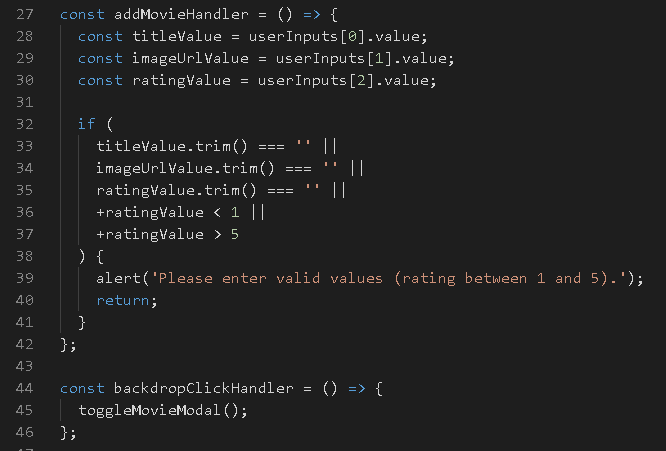 27 const addMovieHandler = () => {
28   const titleValue = userInputs[0].value;
29   const imageUrlValue = userInputs[1].value;
30   const ratingValue = userInputs[2].value;
31
32   if (
33     titleValue.trim() === '' ||
34     imageUrlValue.trim() === '' ||
35     ratingValue.trim() === '' ||
36     +ratingValue < 1 ||
37     +ratingValue > 5
38   ) {
39     alert('Please enter valid values (rating between 1 and 5).');
40     return;
41   }
42 };
43
44 const backdropClickHandler = () => {
45   toggleMovieModal();
46 };